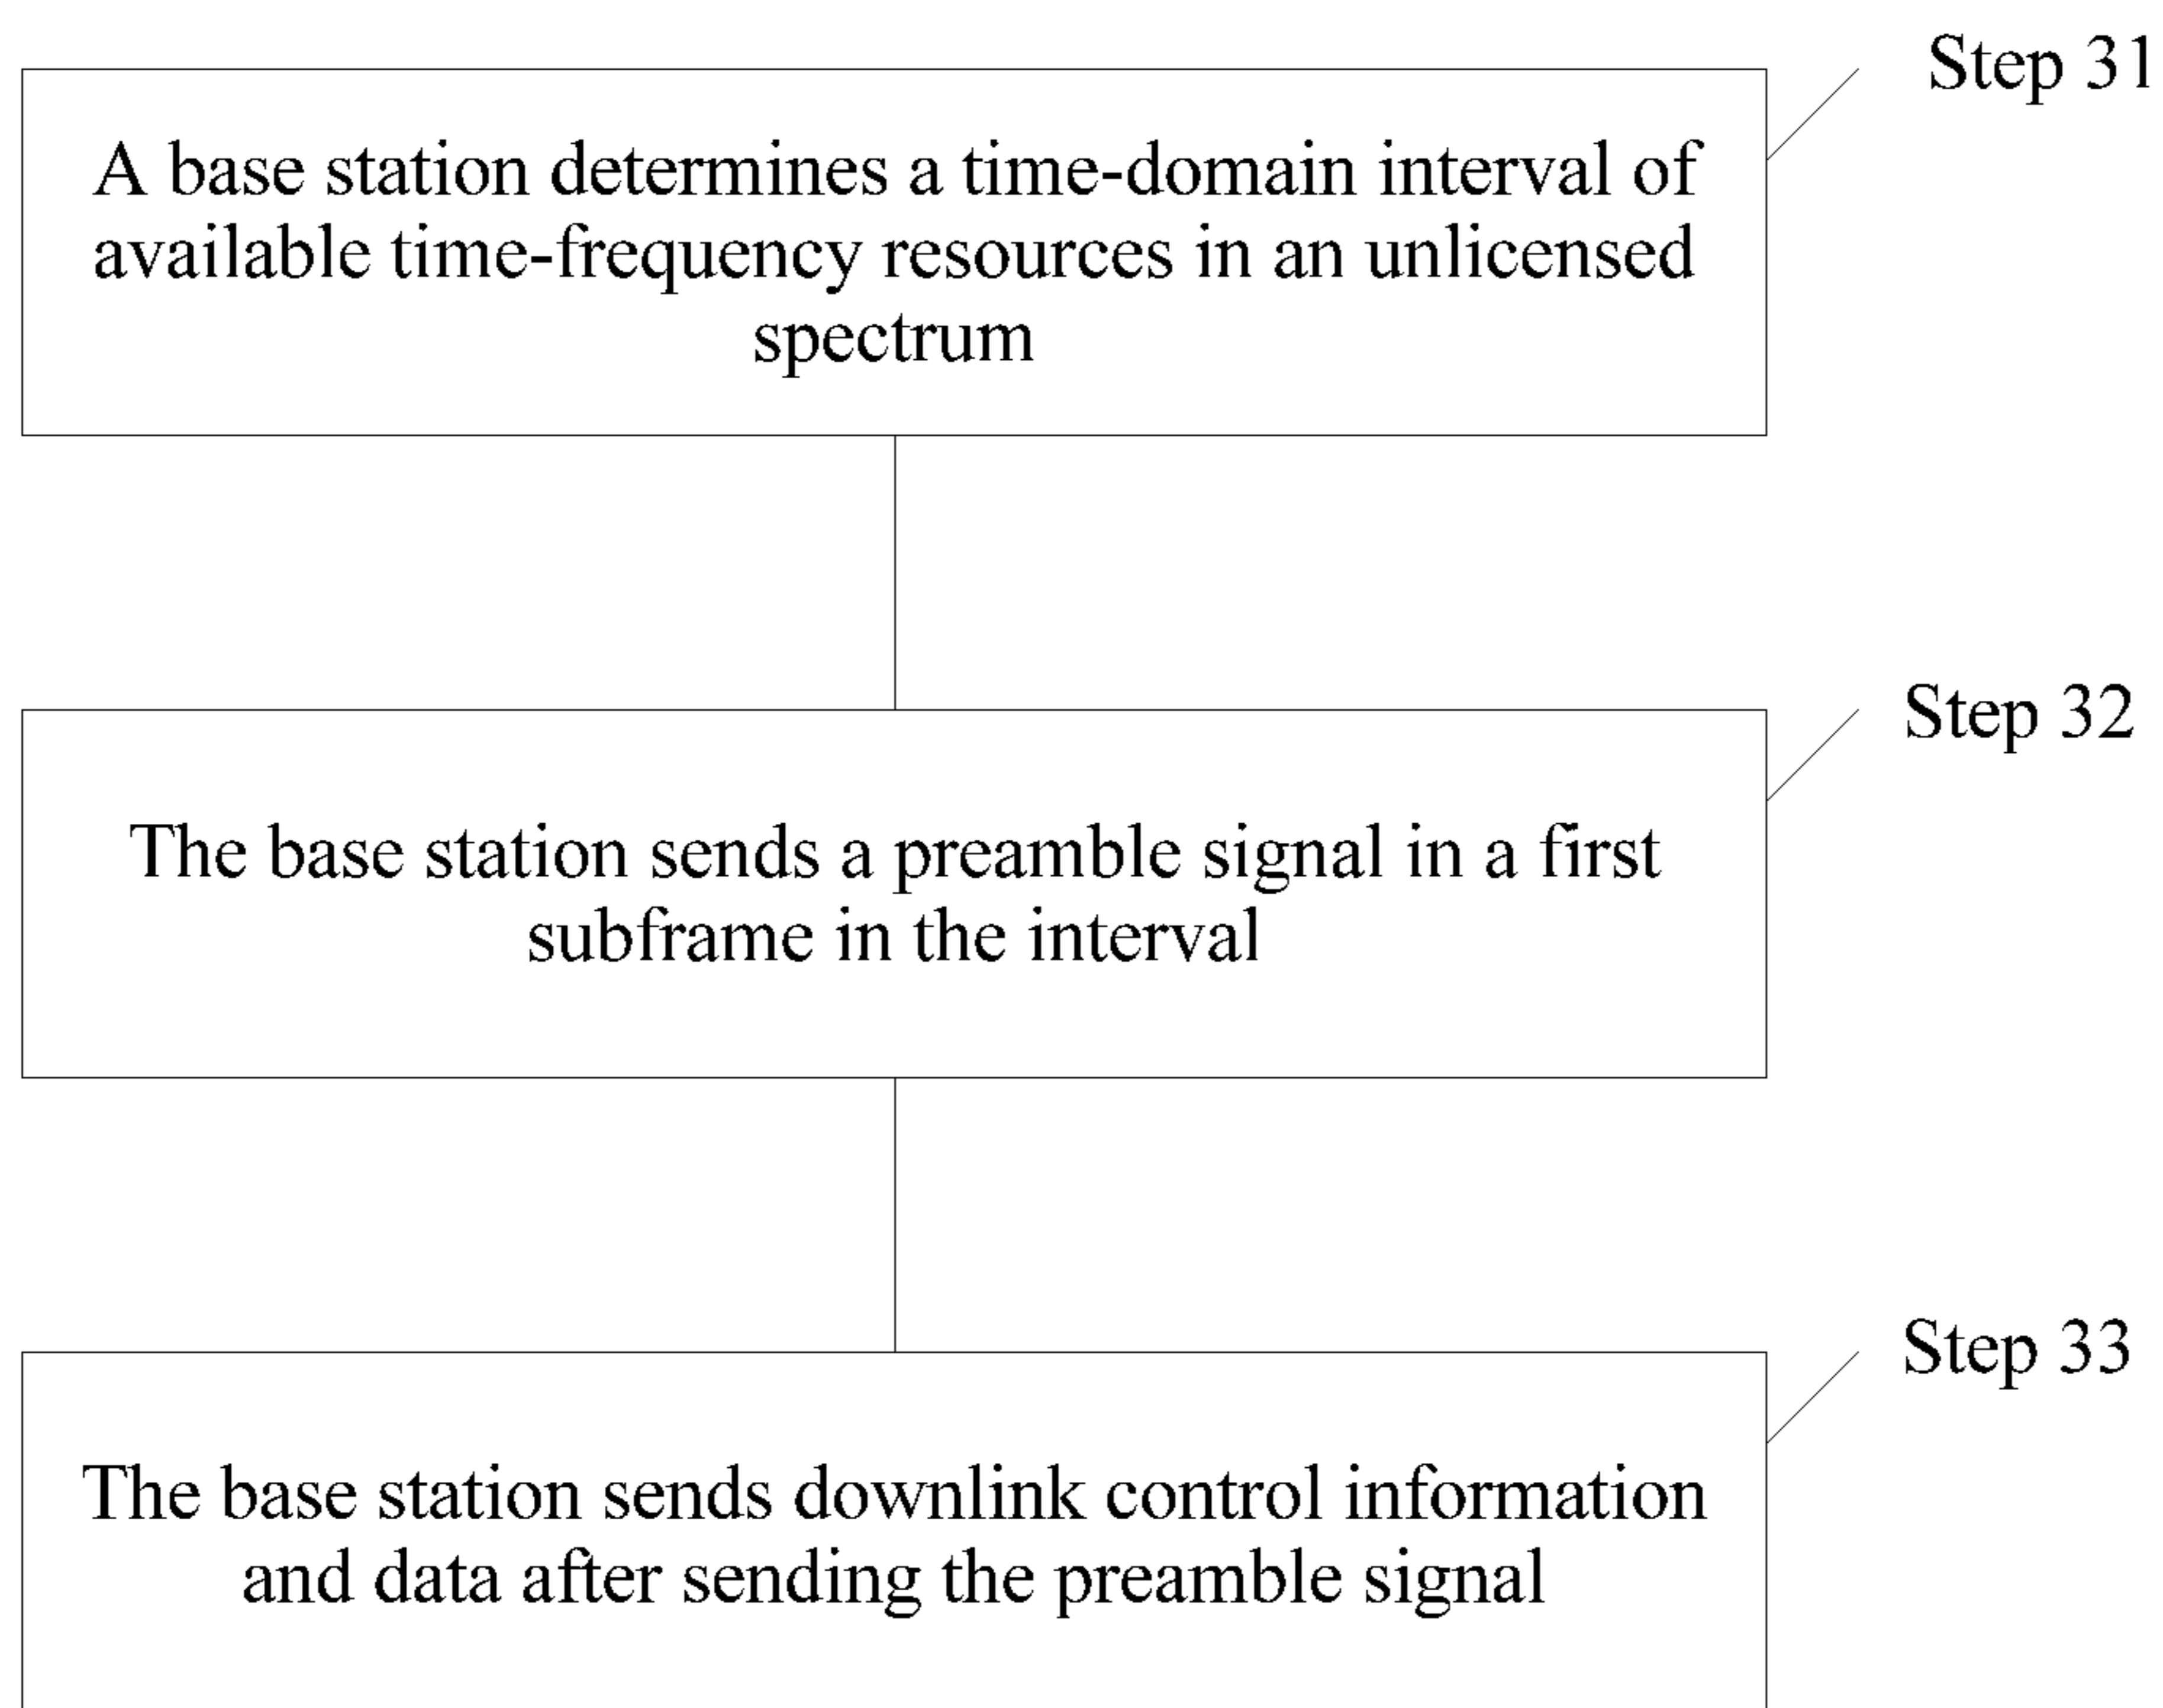 Step 31
A base station determines a time-domain interval of
available time-frequency resources in an unlicensed
spectrum
Step 32
The base station sends a preamble signal in a first
subframe in the interval
Step 33
The base station sends downlink control information
and data after sending the preamble signal